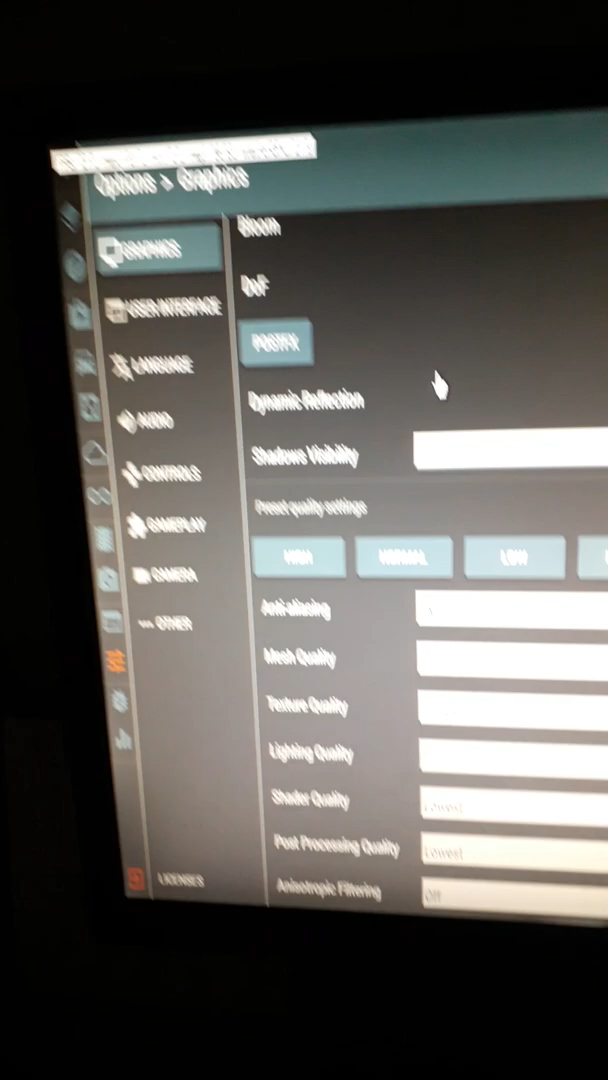 Options > Graphics
GRAPHICS
USER INTERFACE
LANGUAGE
AUDIO
CONTROLS
GAMEPLAY
CAMERA
OTHER
LICENSES
Bloom
DoF
POSTFX
Dynamic Reflection
Shadows Visibility
Preset quality settings
HIGH NORMAL LOW
Anti-aliasing
Mesh Quality
Texture Quality
Lighting Quality
Shader Quality Lowest
Post Processing Quality Lowest
Anisotropic Filtering Off